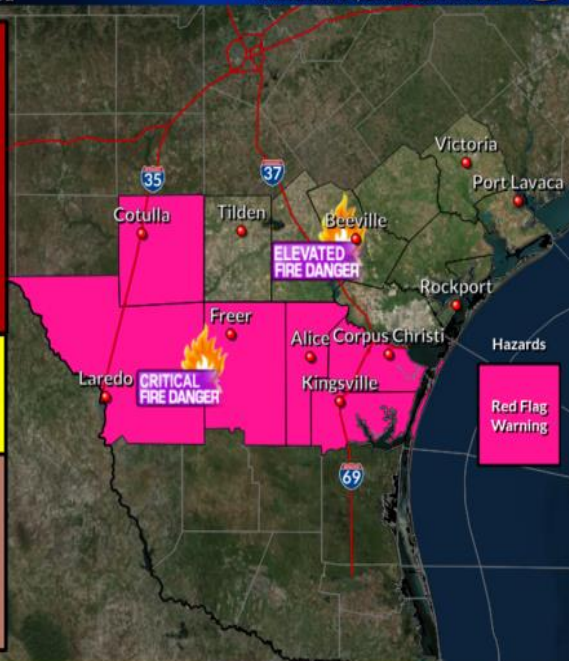 Victoria
35
37
Port Lavaca
Cotulla
Tilden
Beeville
ELEVATED
FIRE DANGER
Rockport
Freer
Alice
Corpus Christi
Hazards
Laredo
CRITICAL
FIRE DANGER
Kingsville
Red Flag
Warning
69